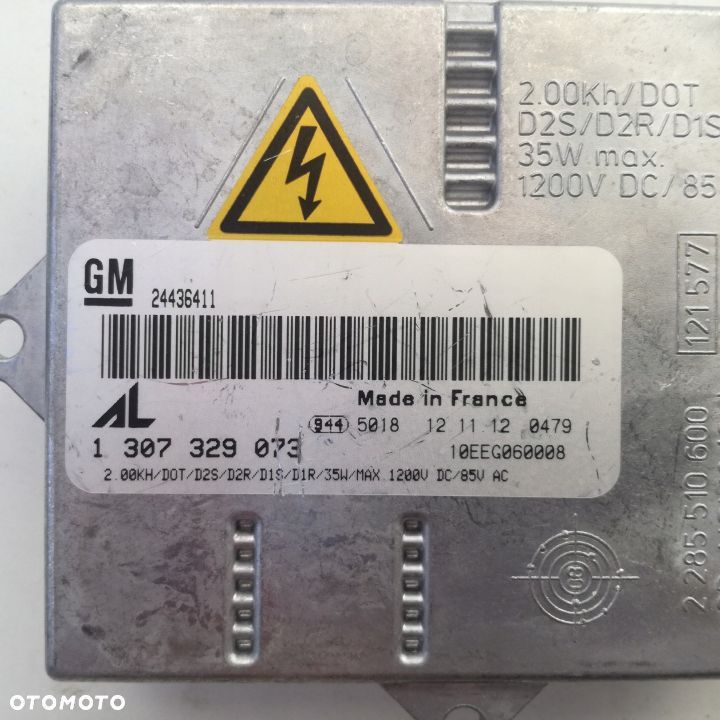 2.00Kh/DOT
D2S/D2R/D1S
35W max.
1200V DC/85
GM
24436411
Made in France
AL
944 5018 12 11 12 0479
1 307 329 073
10EEG060008
2.00KH/DOT/D2S/D2R/D1S/D1R/35W/MAX 1200V DC/85V AC
121 577
2 285 510 600
OTOMOTO